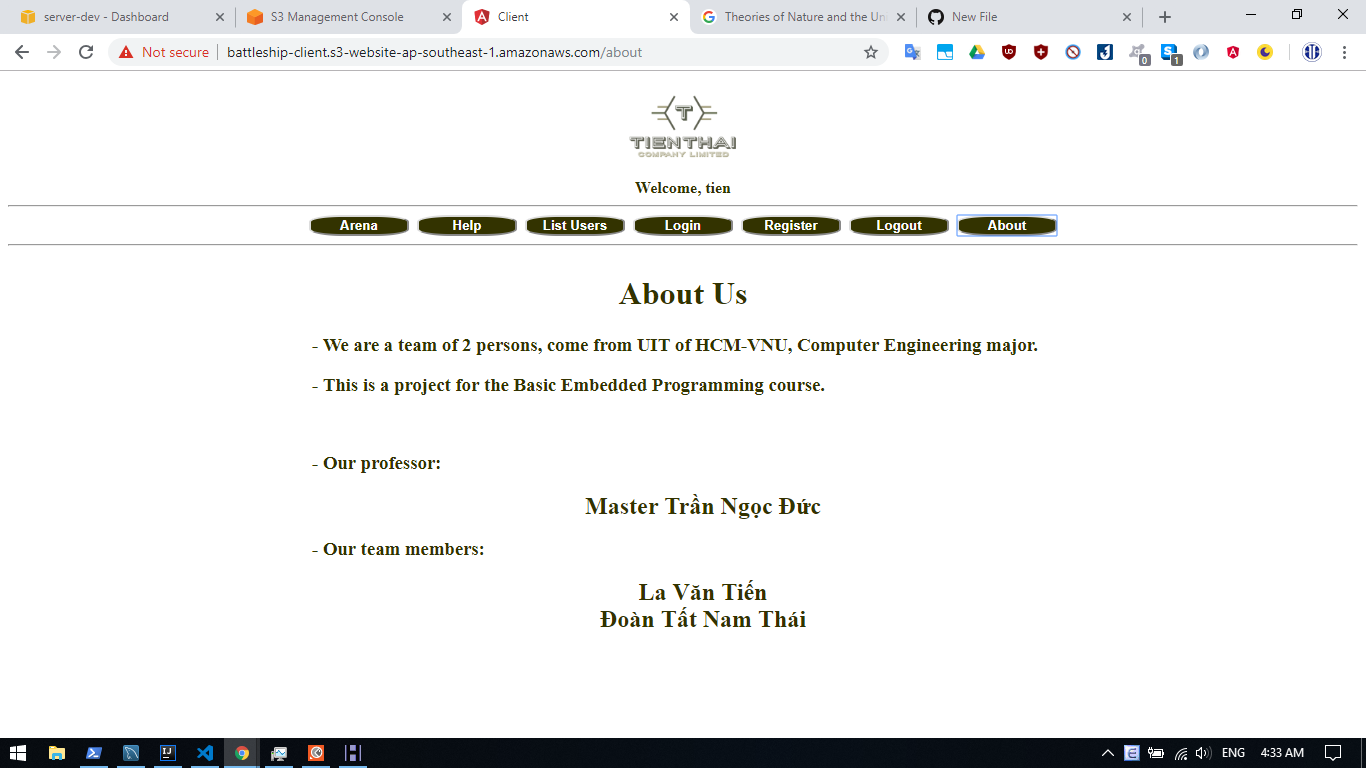 server-dev - Dashboard
S3 Management Console
Client
Theories of Nature and the Un
New File
Not secure
battleship-client.s3-website-ap-southeast-1.amazonaws.com/about
0
1
T
TIENTHAI
COMPANY LIMITED
Welcome, tien
Arena
Help
List Users
Login
Register
Logout
About
About Us
- We are a team of 2 persons, come from UIT of HCM-VNU, Computer Engineering major.
- This is a project for the Basic Embedded Programming course.
- Our professor:
Master Trần Ngọc Đức
- Our team members:
La Văn Tiến
Đoàn Tất Nam Thái
ENG
4:33 AM